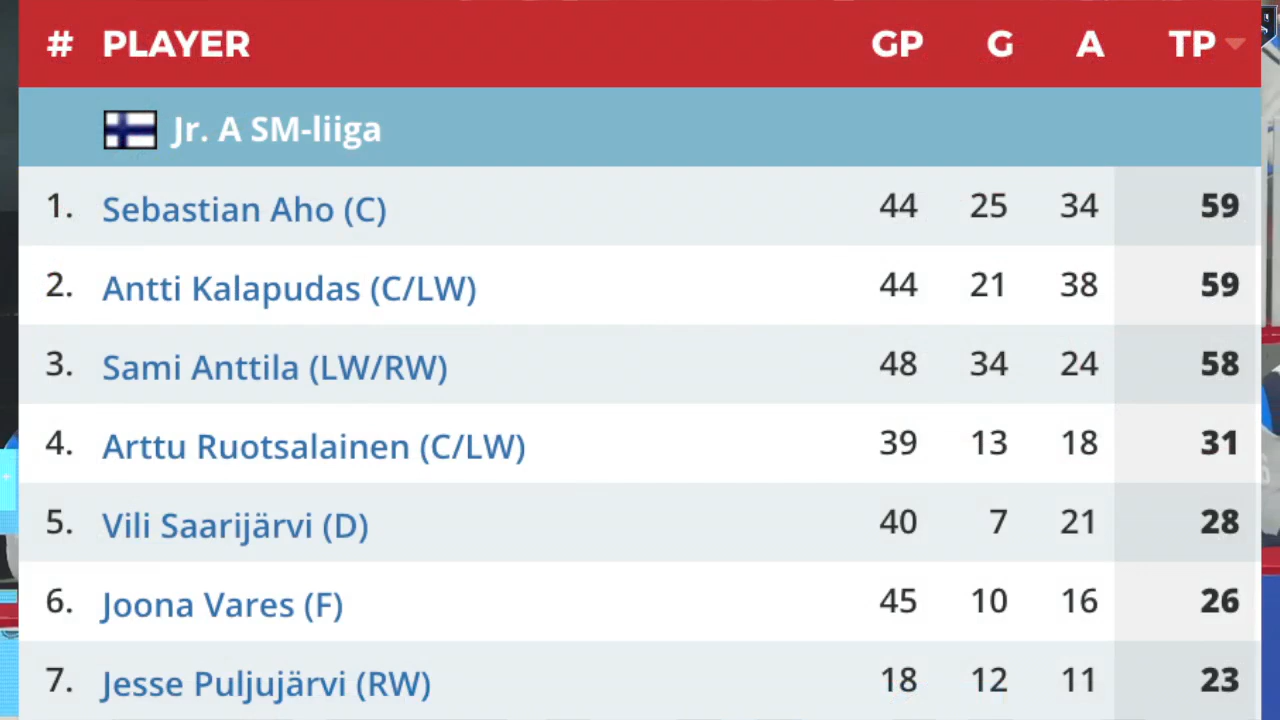 # PLAYER GP G A TP
Jr. A SM-liiga
1. Sebastian Aho (C) 44 25 34 59
2. Antti Kalapudas (C/LW) 44 21 38 59
3. Sami Anttila (LW/RW) 48 34 24 58
4. Arttu Ruotsalainen (C/LW) 39 13 18 31
5. Vili Saarijärvi (D) 40 7 21 28
6. Joona Vares (F) 45 10 16 26
7. Jesse Puljujärvi (RW) 18 12 11 23